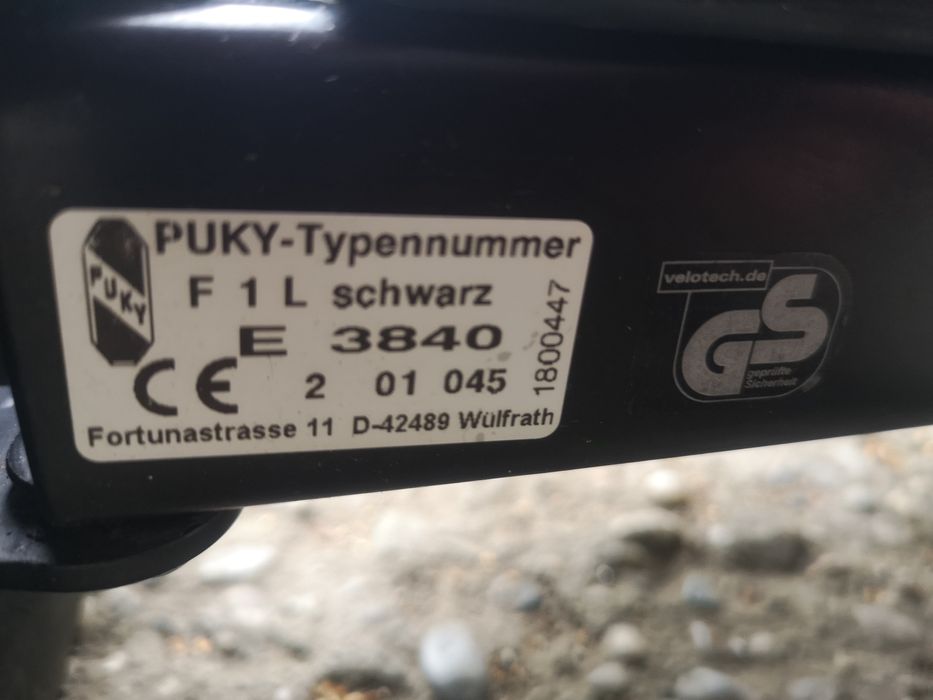 PUKY
PUKY-Typennummer
F 1 L schwarz
E 3840
CE 2 01 045
1800447
Fortunastrasse 11 D-42489 Wülfrath
velotech.de
GS
geprüfte
Sicherheit